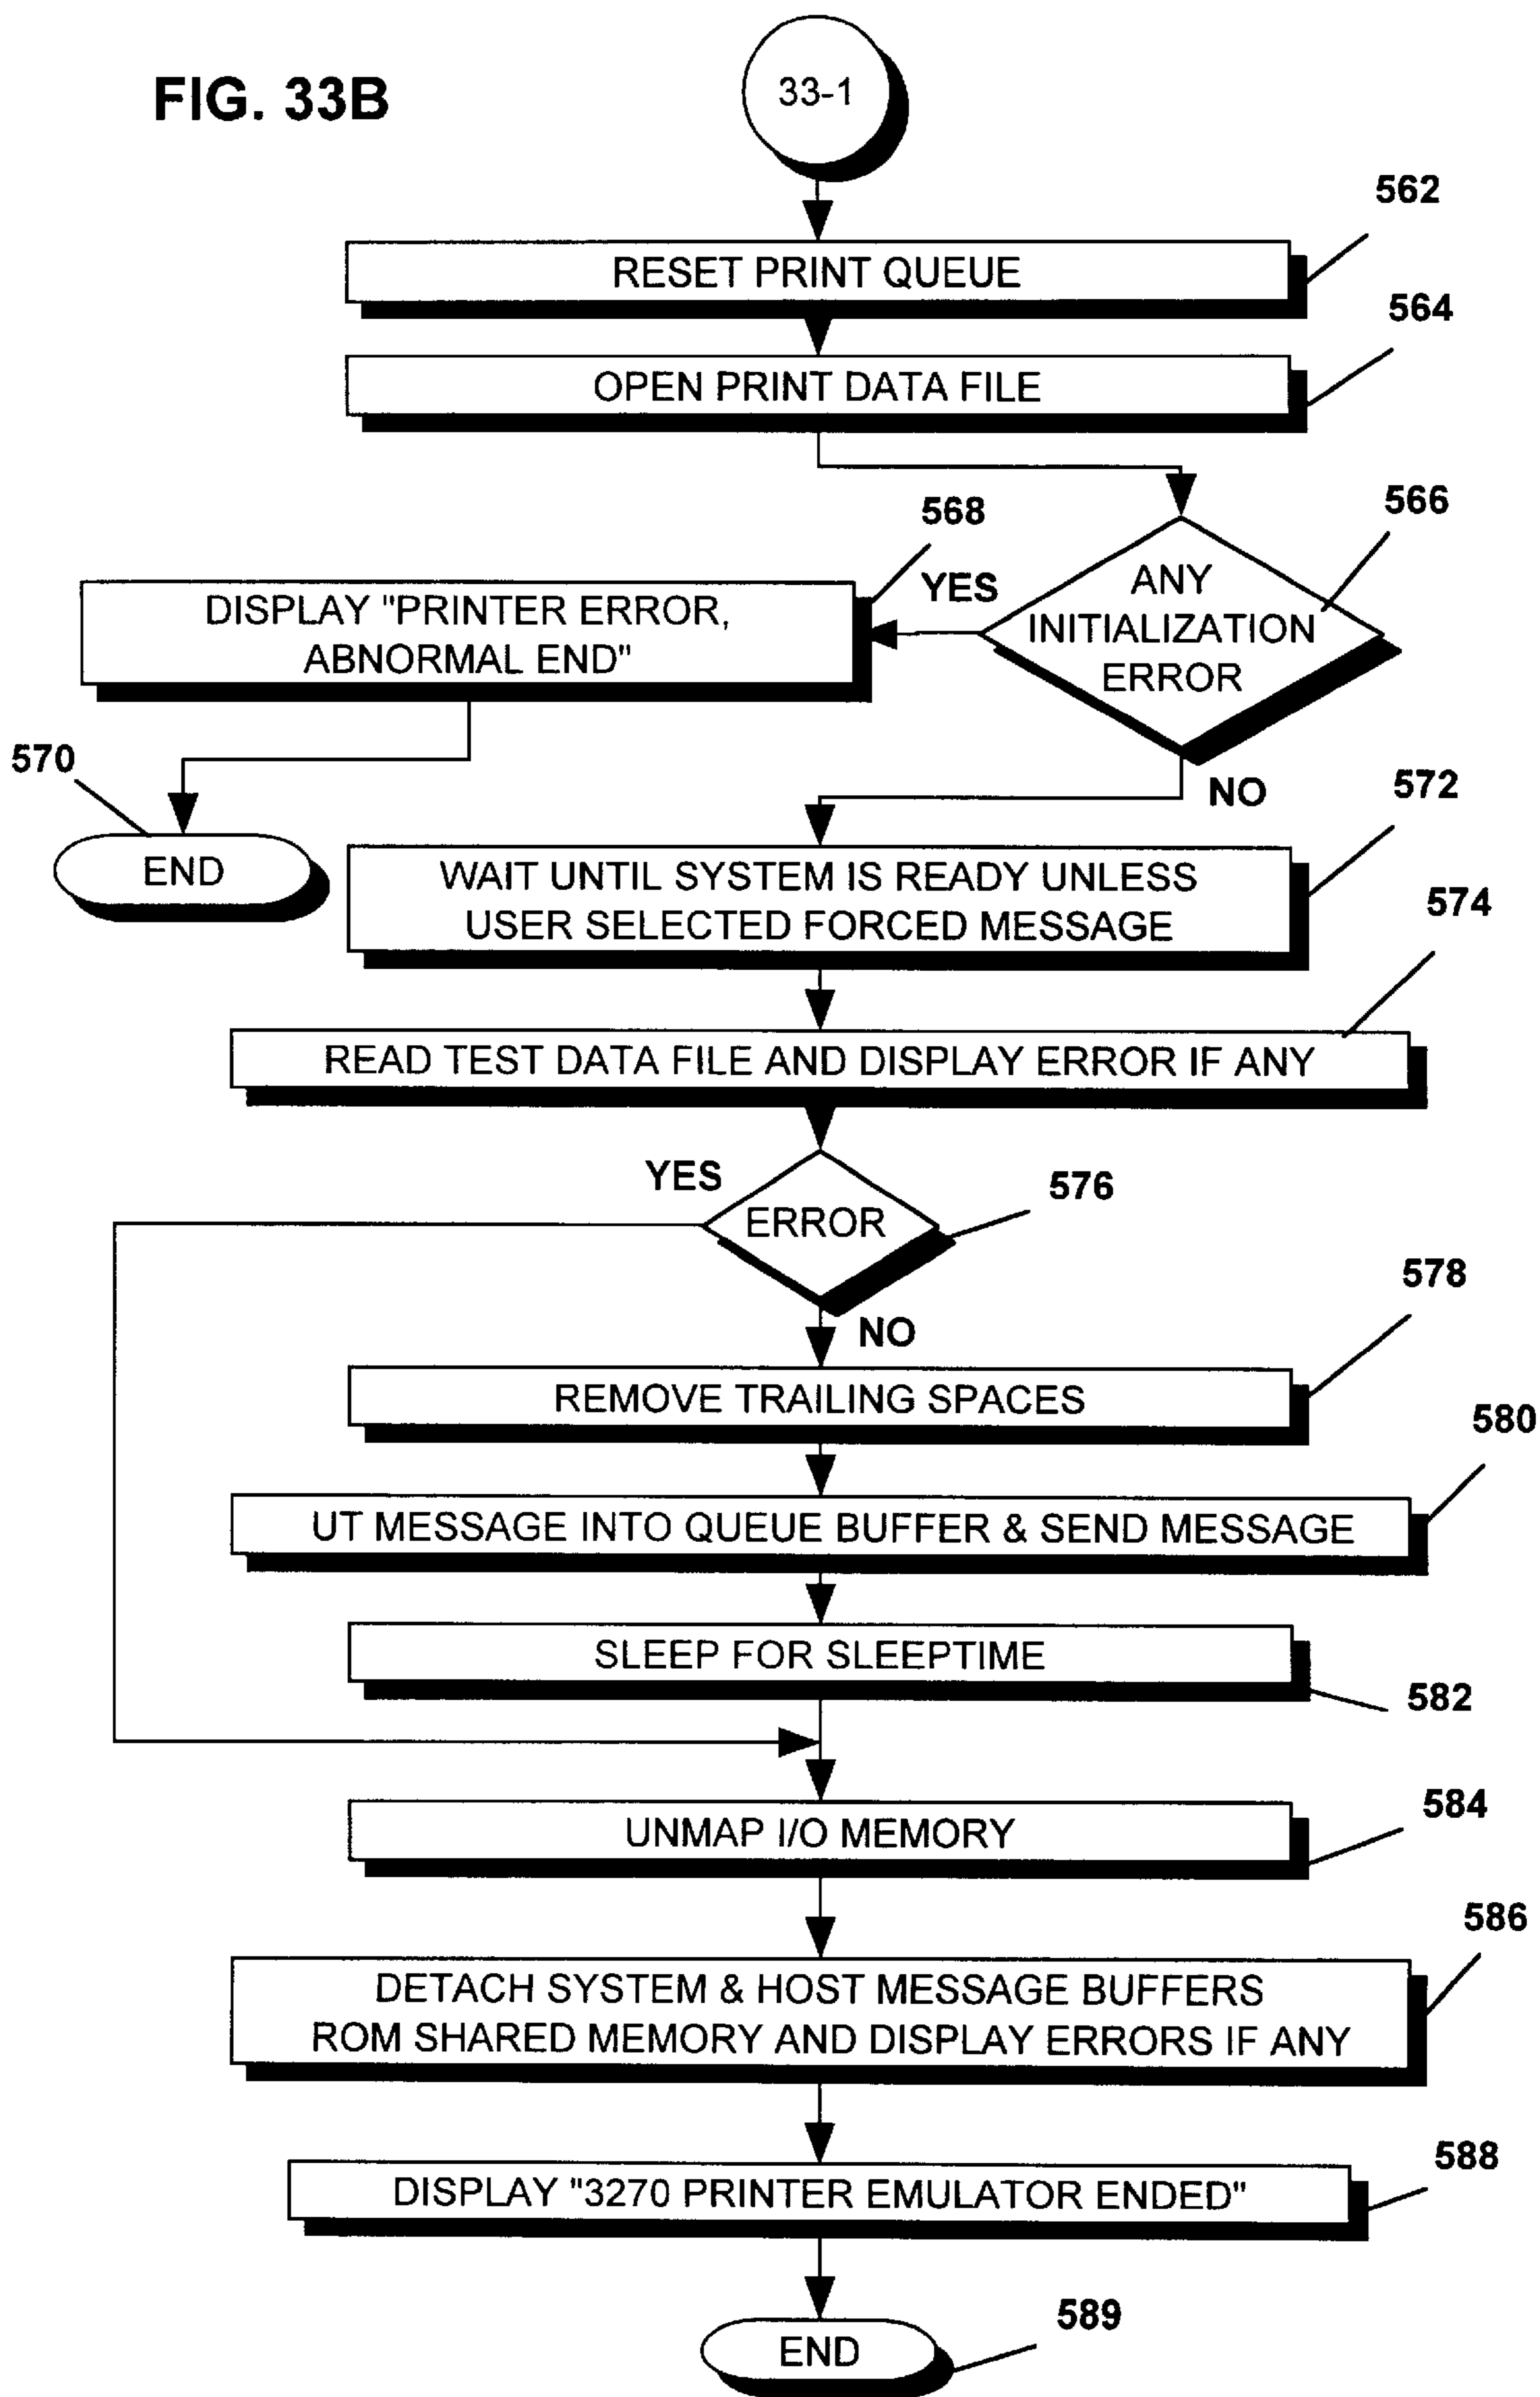 FIG. 33B
33-1
562
RESET PRINT QUEUE
564
OPEN PRINT DATA FILE
566
568
ANY
INITIALIZATION
ERROR
YES
DISPLAY "PRINTER ERROR,
ABNORMAL END"
570
END
NO
572
WAIT UNTIL SYSTEM IS READY UNLESS
USER SELECTED FORCED MESSAGE
574
READ TEST DATA FILE AND DISPLAY ERROR IF ANY
YES
576
ERROR
NO
578
REMOVE TRAILING SPACES
580
UT MESSAGE INTO QUEUE BUFFER & SEND MESSAGE
SLEEP FOR SLEEPTIME
582
584
UNMAP I/O MEMORY
586
DETACH SYSTEM & HOST MESSAGE BUFFERS
ROM SHARED MEMORY AND DISPLAY ERRORS IF ANY
588
DISPLAY "3270 PRINTER EMULATOR ENDED"
589
END